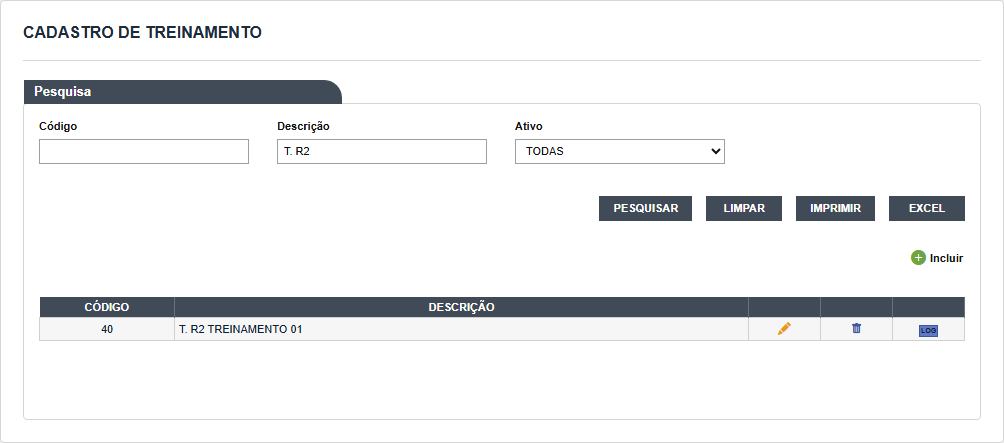 CADASTRO DE TREINAMENTO
Pesquisa
Código Descrição Ativo
T. R2 TODAS
PESQUISAR LIMPAR IMPRIMIR EXCEL
Incluir
CÓDIGO DESCRIÇÃO
40 T. R2 TREINAMENTO 01 LOG